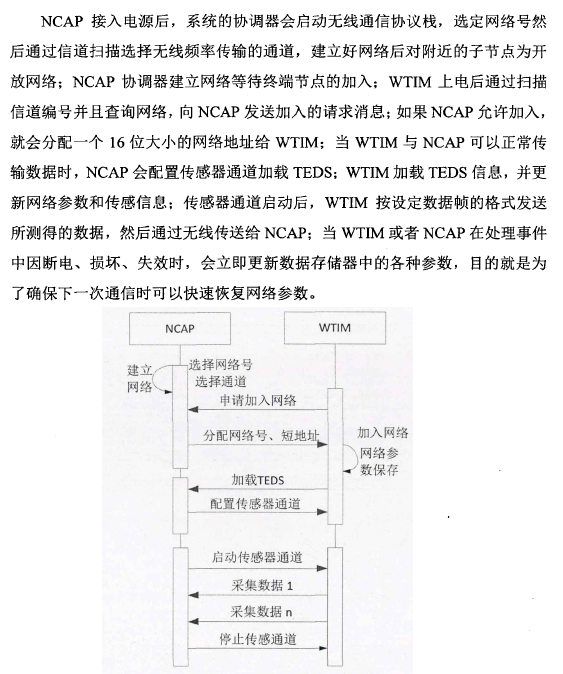 NCAP 接入电源后，系统的协调器会启动无线通信协议栈，选定网络号然
后通过信道扫描选择无线频率传输的通道，建立好网络后对附近的子节点为开
放网络；NCAP 协调器建立网络等待终端节点的加入；WTIM 上电后通过扫描
信道编号并且查询网络，向 NCAP 发送加入的请求消息；如果 NCAP 允许加入，
就会分配一个 16 位大小的网络地址给 WTIM；当 WTIM 与 NCAP 可以正常传
输数据时，NCAP 会配置传感器通道加载 TEDS；WTIM 加载 TEDS 信息，并更
新网络参数和传感信息；传感器通道启动后，WTIM 按设定数据帧的格式发送
所测得的数据，然后通过无线传送给 NCAP；当 WTIM 或者 NCAP 在处理事件
中因断电、损坏、失效时，会立即更新数据存储器中的各种参数，目的就是为
了确保下一次通信时可以快速恢复网络参数。
NCAP
WTIM
建立
网络
选择网络号
选择通道
申请加入网络
分配网络号、短地址
加入网络
网络参
数保存
加载TEDS
配置传感器通道
启动传感器通道
采集数据 1
采集数据 n
停止传感通道